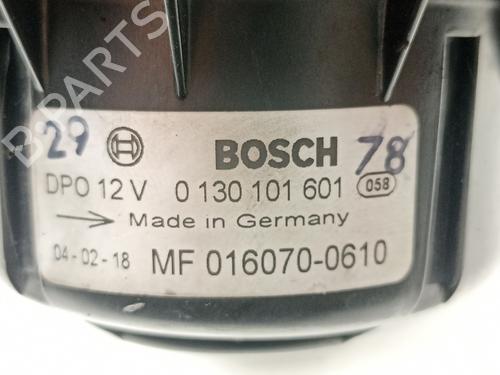 B-PARTS
29 BOSCH 78
DPO 12 V 0 130 101 601 058
Made in Germany
04-02-18 MF 016070-0610